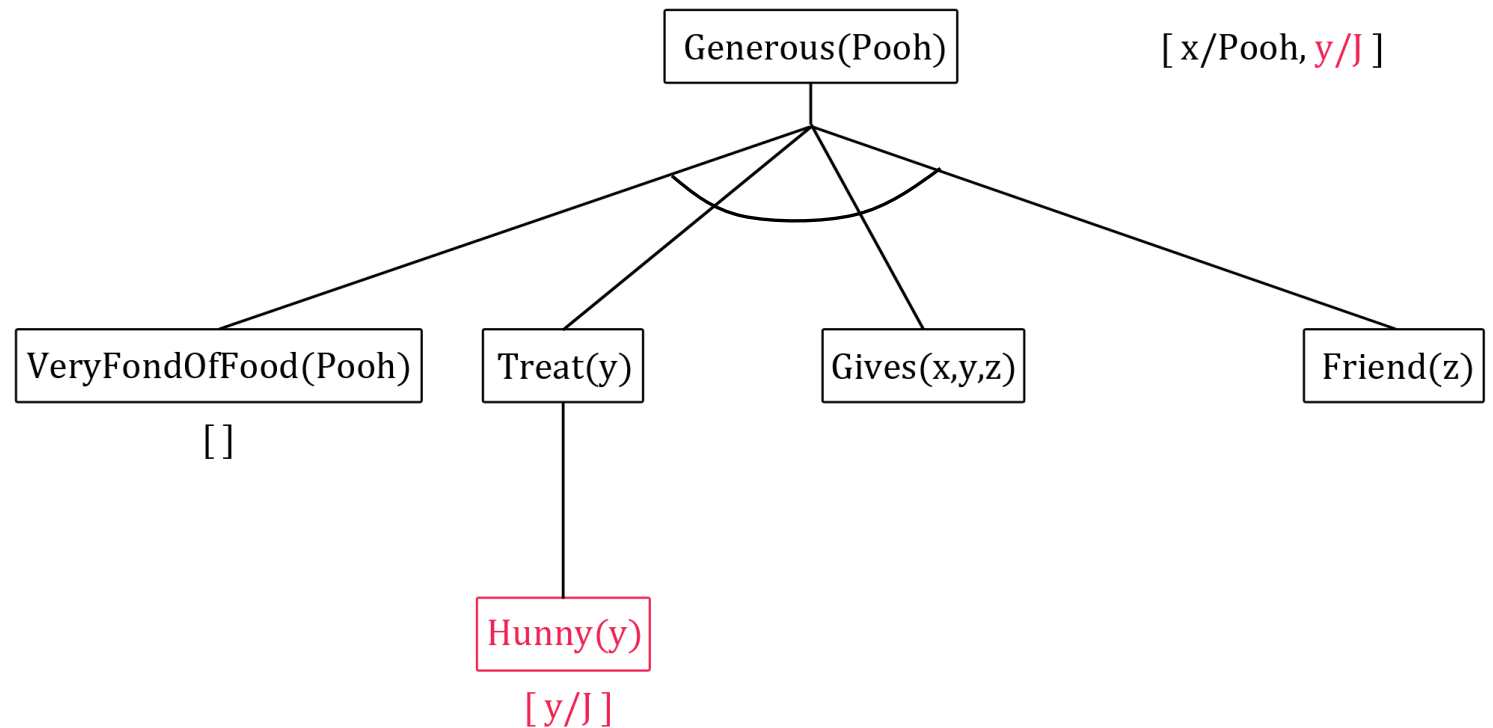 Generous(Pooh)
[ x/Pooh, y/J ]
VeryFondOfFood(Pooh)
Treat(y)
Gives(x,y,z)
Friend(z)
[ ]
Hunny(y)
[ y/J ]